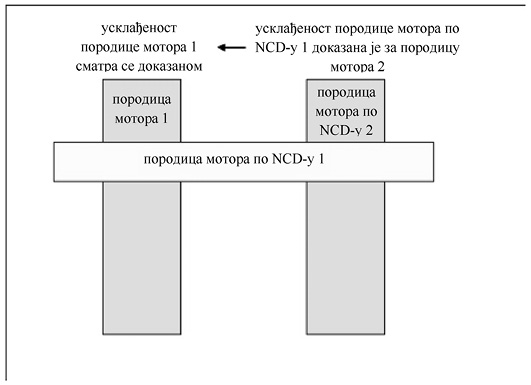 усклађеност
породице мотора 1
сматра се доказаном
усклађеност породице мотора по
NCD-у 1 доказана је за породицу
мотора 2
породица
мотора 1
породица
мотора по
NCD-у 2
породица мотора по NCD-у 1